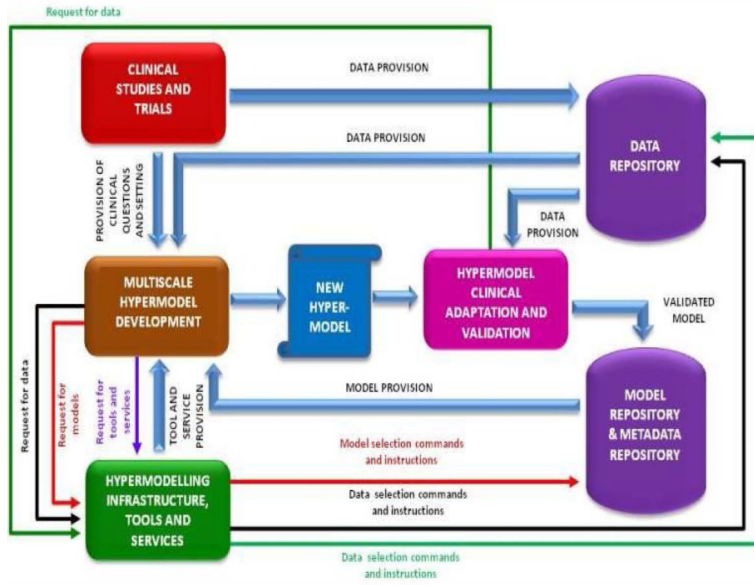 Request for data
CLINICAL
STUDIES AND
TRIALS
DATA PROVISION
DATA PROVISION
DATA
REPOSITORY
PROVISION OF
CLINICAL
QUESTIONS
AND SETTING
DATA
PROVISION
MULTISCALE
HYPERMODEL
DEVELOPMENT
NEW
HYPER-
MODEL
HYPERMODEL
CLINICAL
ADAPTATION AND
VALIDATION
VALIDATED
MODEL
Request for data
Request for
models
Request for
tools and
services
TOOL AND
SERVICE
PROVISION
MODEL PROVISION
MODEL
REPOSITORY
& METADATA
REPOSITORY
Model selection commands
and instructions
HYPERMODELLING
INFRASTRUCTURE,
TOOLS AND
SERVICES
Data selection commands
and instructions
Data selection commands
and instructions